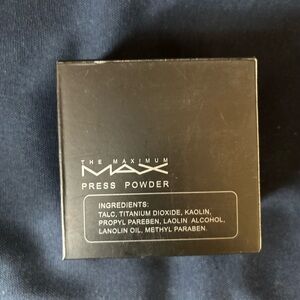 THE MAXIMUM
MAX
PRESS POWDER
INGREDIENTS:
TALC, TITANIUM DIOXIDE, KAOLIN,
PROPYL PAREBEN, LAOLIN ALCOHOL,
LANOLIN OIL, METHYL PARABEN.